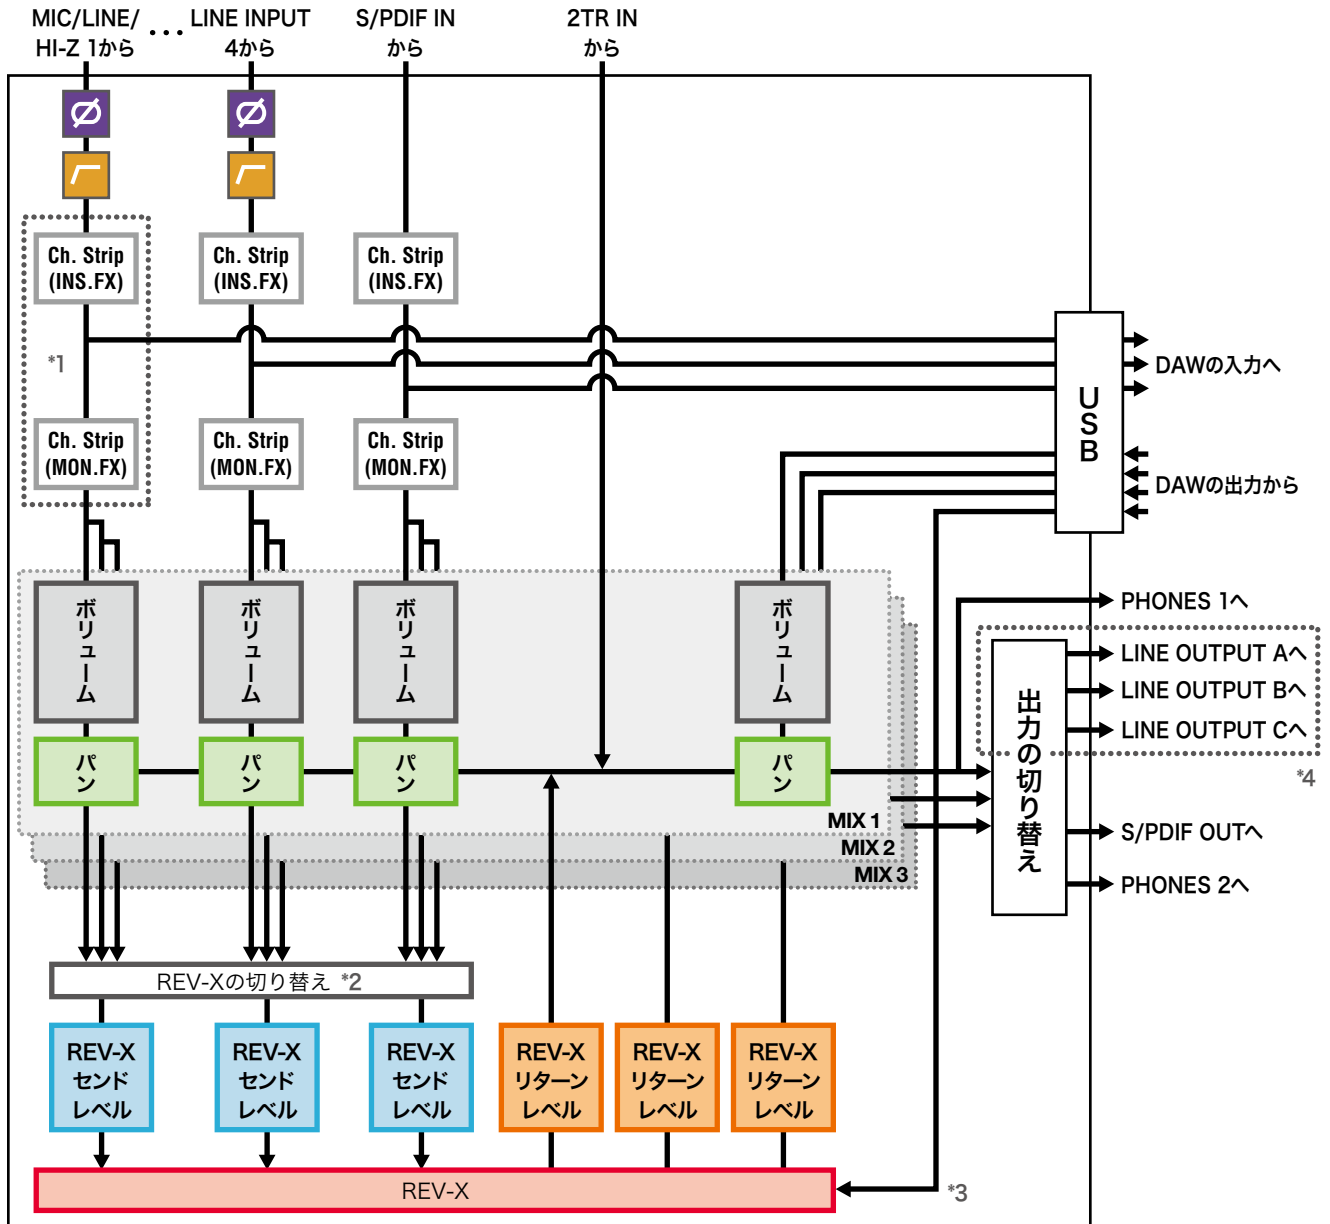 MIC/LINE/
HI-Z 1から
...
LINE INPUT
4から
S/PDIF IN
から
2TR IN
から
Ch. Strip
(INS.FX)
Ch. Strip
(INS.FX)
Ch. Strip
(INS.FX)
*1
Ch. Strip
(MON.FX)
Ch. Strip
(MON.FX)
Ch. Strip
(MON.FX)
USB
DAWの入力へ
DAWの出力から
ボリューム
ボリューム
ボリューム
ボリューム
パン
パン
パン
パン
MIX 1
MIX 2
MIX 3
出力の切り替え
PHONES 1へ
LINE OUTPUT Aへ
LINE OUTPUT Bへ
LINE OUTPUT Cへ
*4
S/PDIF OUTへ
PHONES 2へ
REV-Xの切り替え *2
REV-X
センド
レベル
REV-X
センド
レベル
REV-X
センド
レベル
REV-X
リターン
レベル
REV-X
リターン
レベル
REV-X
リターン
レベル
REV-X
*3